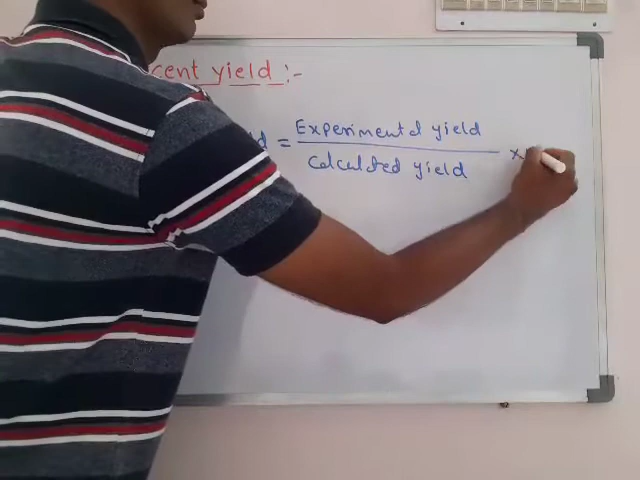 cent yield :-
d = Experimental yield
Calculated yield ×